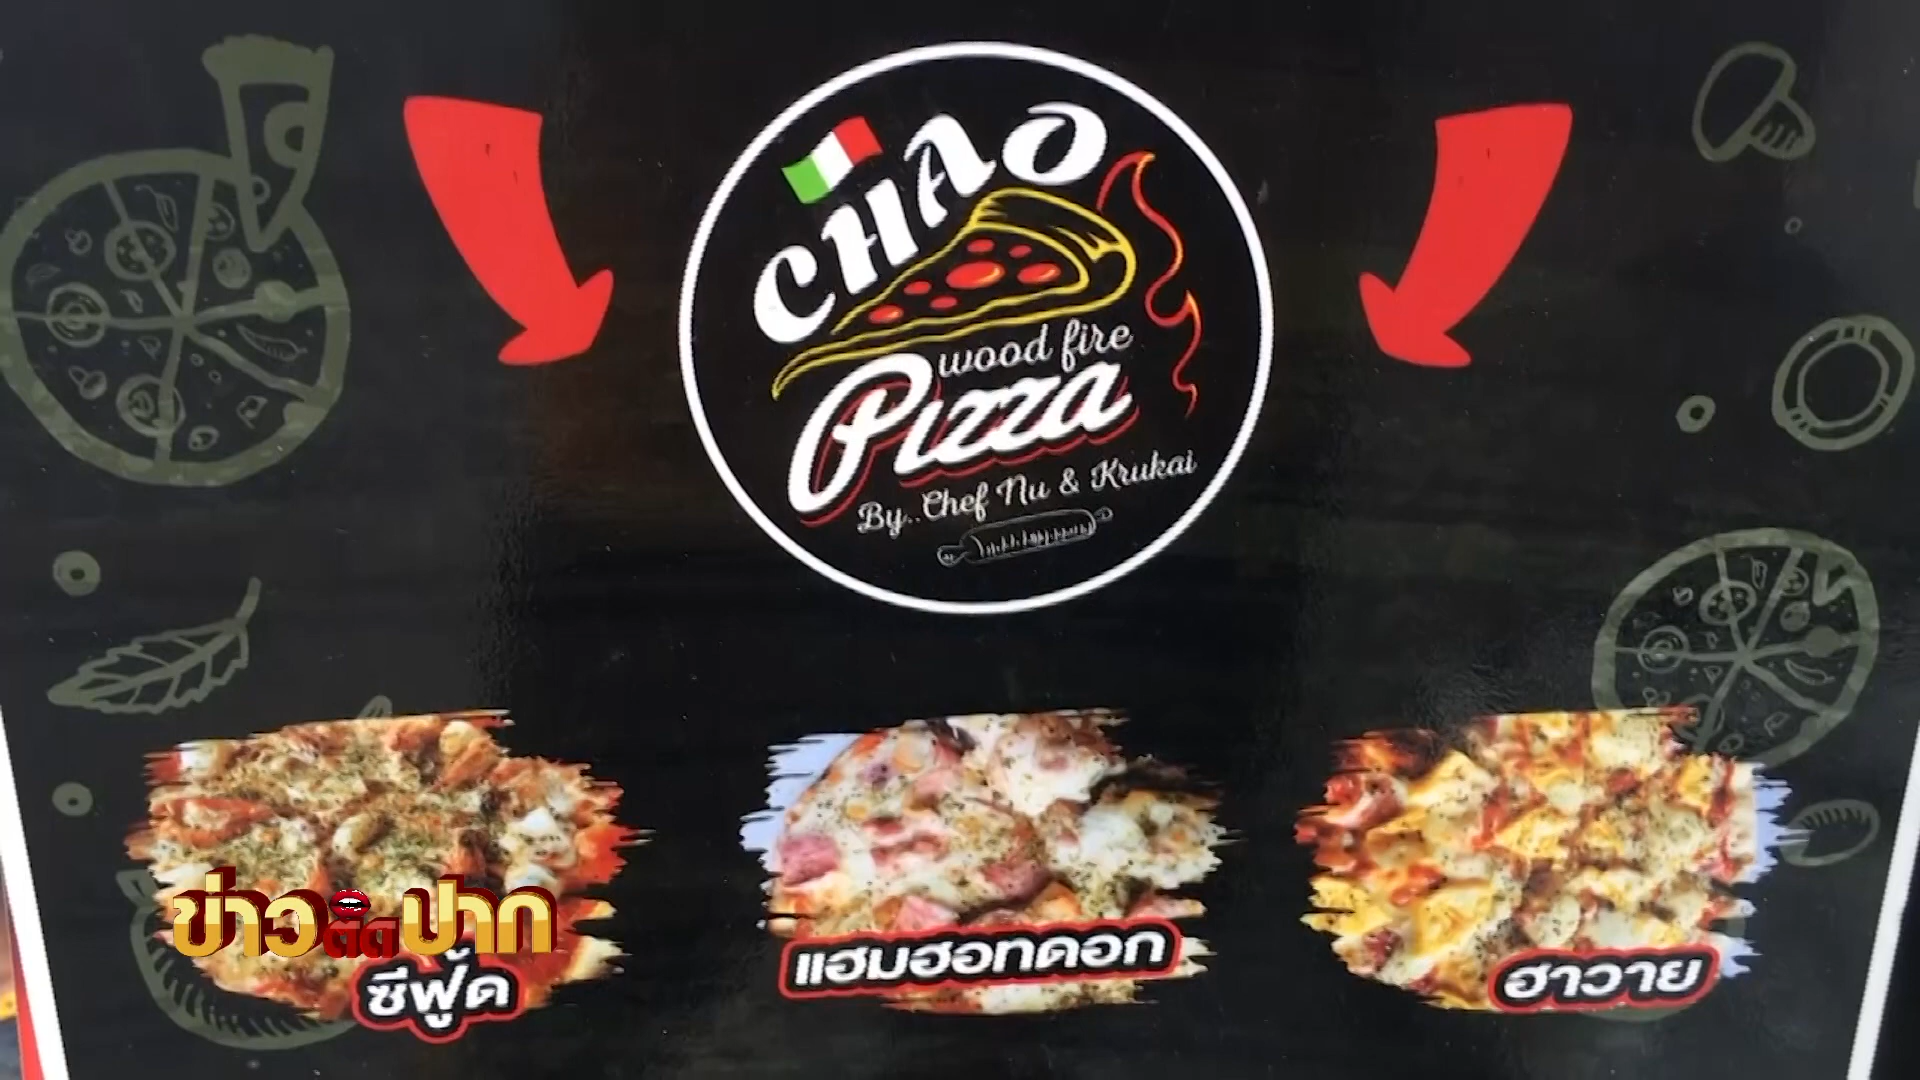 CHAO
wood fire
Pizza
By.. Chef Nu & Krukai
ข่าวติดปาก
ซีฟู้ด
แฮมฮอทดอก
ฮาวาย